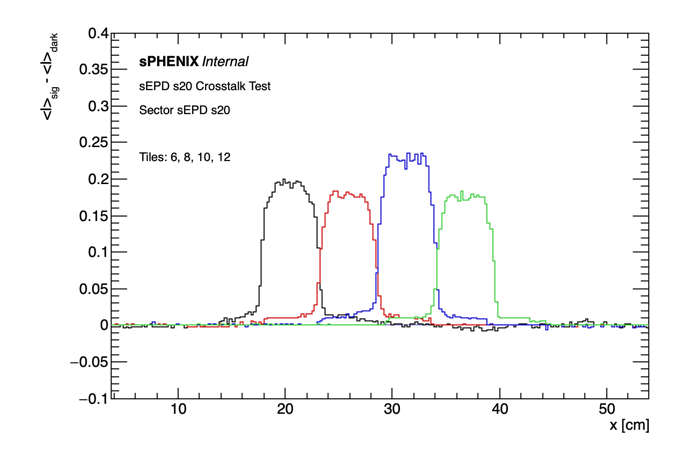 <I>sig - <I>dark
0.4
0.35
0.3
0.25
0.2
0.15
0.1
0.05
0
−0.05
−0.1
sPHENIX Internal
sEPD s20 Crosstalk Test
Sector sEPD s20
Tiles: 6, 8, 10, 12
10 20 30 40 50
x [cm]